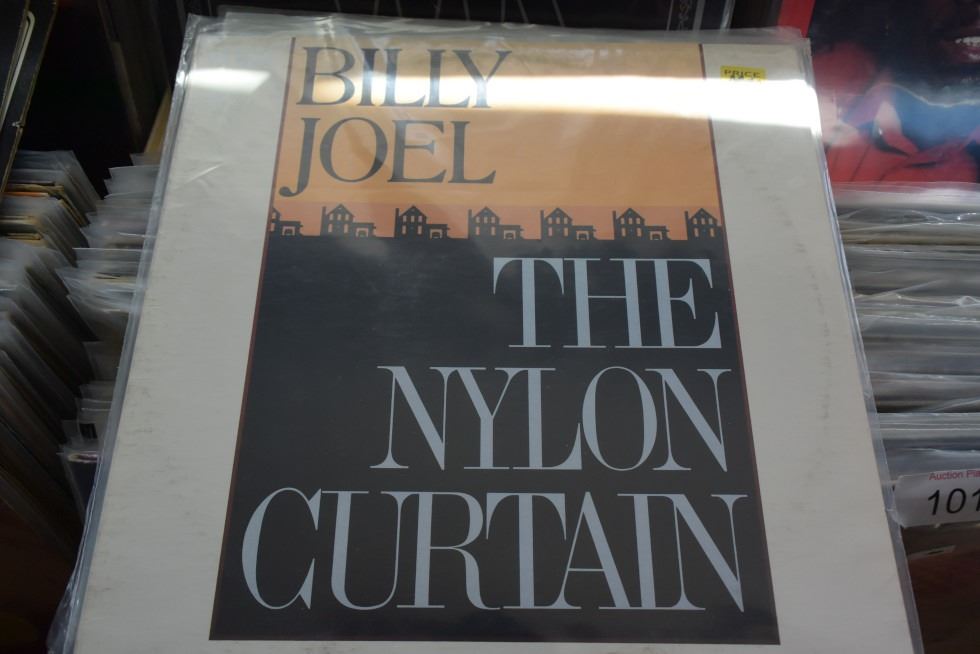 BILLY
JOEL
PRICE
THE
NYLON
CURTAIN
Auction
101